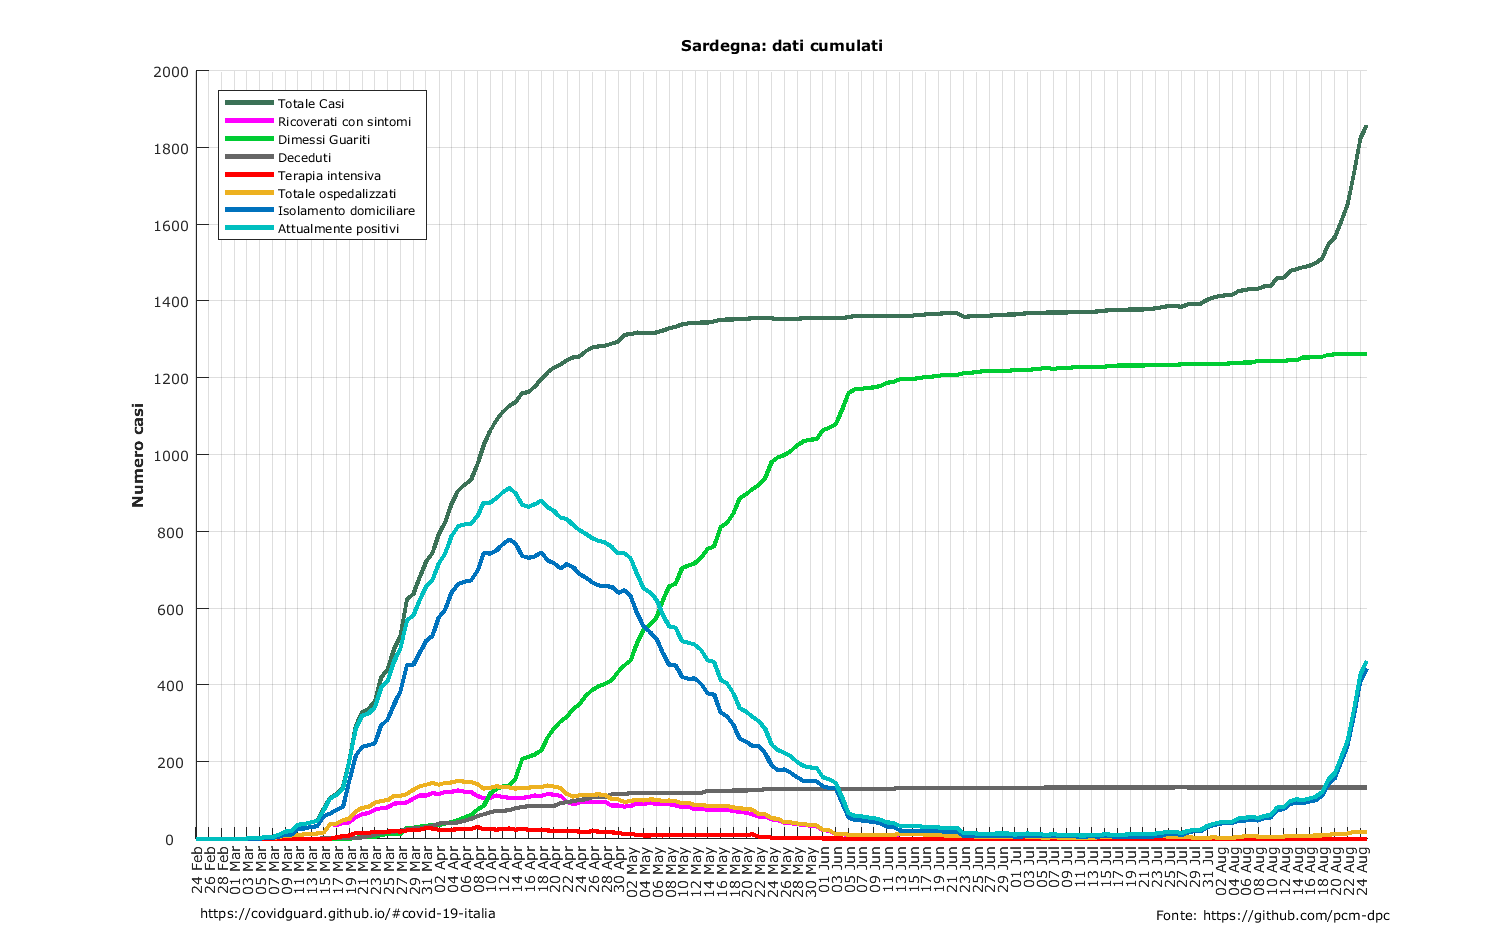 Sardegna: dati cumulati
Numero casi
2000
1800
1600
1400
1200
1000
800
600
400
200
0
Totale Casi
Ricoverati con sintomi
Dimessi Guariti
Deceduti
Terapia intensiva
Totale ospedalizzati
Isolamento domiciliare
Attualmente positivi
24 Feb
26 Feb
28 Feb
01 Mar
03 Mar
05 Mar
07 Mar
09 Mar
11 Mar
13 Mar
15 Mar
17 Mar
19 Mar
21 Mar
23 Mar
25 Mar
27 Mar
29 Mar
31 Mar
02 Apr
04 Apr
06 Apr
08 Apr
10 Apr
12 Apr
14 Apr
16 Apr
18 Apr
20 Apr
22 Apr
24 Apr
26 Apr
28 Apr
30 Apr
02 May
04 May
06 May
08 May
10 May
12 May
14 May
16 May
18 May
20 May
22 May
24 May
26 May
28 May
30 May
01 Jun
03 Jun
05 Jun
07 Jun
09 Jun
11 Jun
13 Jun
15 Jun
17 Jun
19 Jun
21 Jun
23 Jun
25 Jun
27 Jun
29 Jun
01 Jul
03 Jul
05 Jul
07 Jul
09 Jul
11 Jul
13 Jul
15 Jul
17 Jul
19 Jul
21 Jul
23 Jul
25 Jul
27 Jul
29 Jul
31 Jul
02 Aug
04 Aug
06 Aug
08 Aug
10 Aug
12 Aug
14 Aug
16 Aug
18 Aug
20 Aug
22 Aug
24 Aug
https://covidguard.github.io/#covid-19-italia
Fonte: https://github.com/pcm-dpc